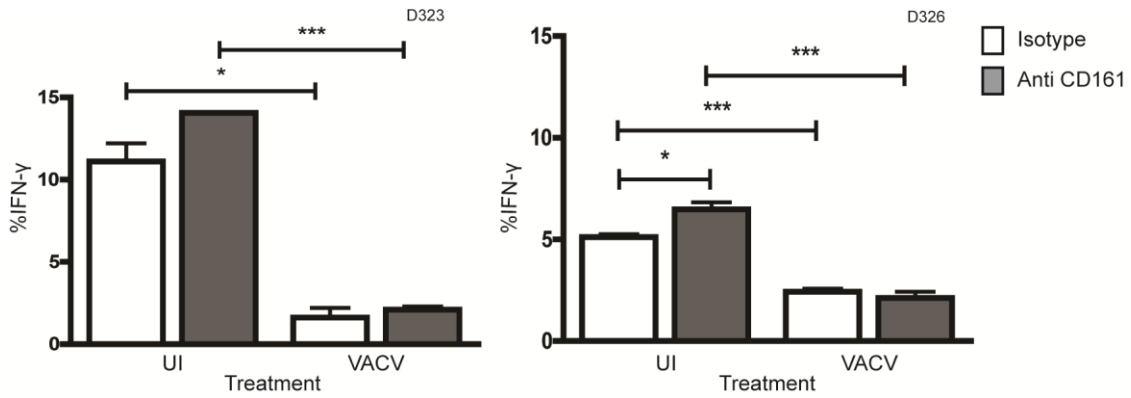 D323
***
*
15
10
5
0
%IFN-γ
UI
VACV
Treatment
D326
15
10
5
0
%IFN-γ
***
***
*
UI
VACV
Treatment
Isotype
Anti CD161